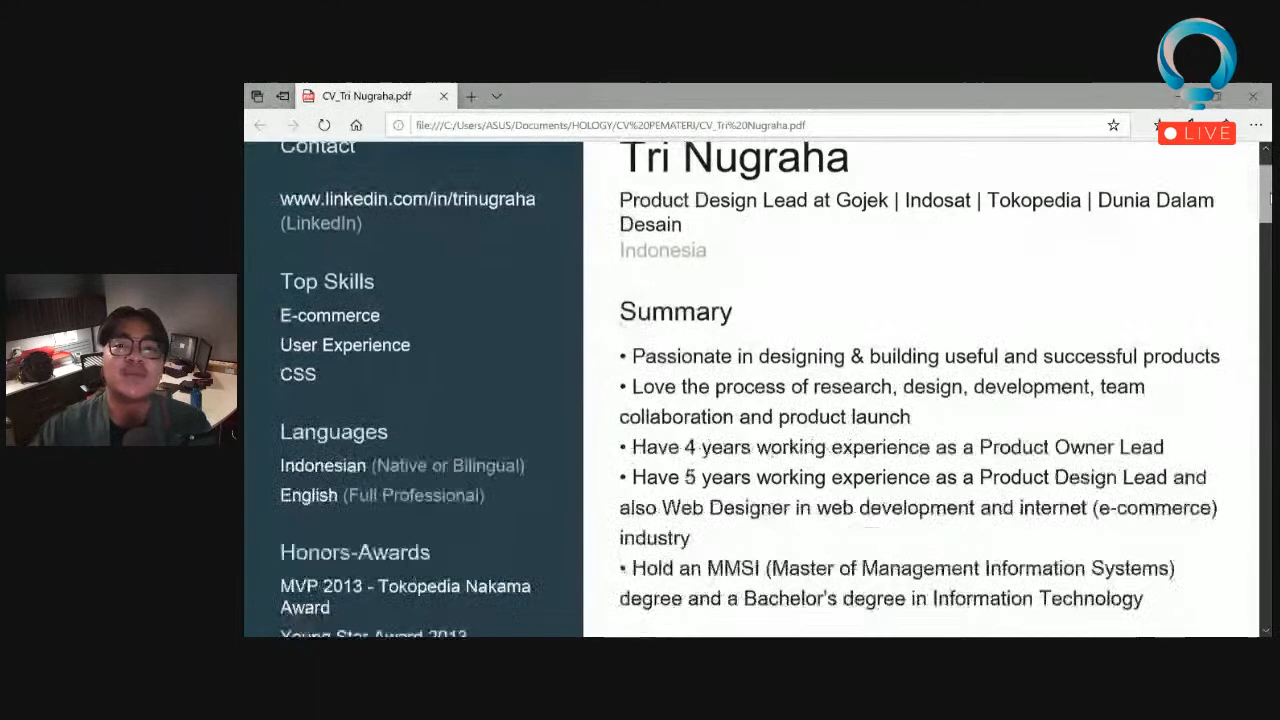 CV_Tri Nugraha.pdf
file:///C:/Users/ASUS/Documents/HOLOGY/CV%20PEMATERI/CV_Tri%20Nugraha.pdf
LIVE
Contact
www.linkedin.com/in/trinugraha
(LinkedIn)
Top Skills
E-commerce
User Experience
CSS
Languages
Indonesian (Native or Bilingual)
English (Full Professional)
Honors-Awards
MVP 2013 - Tokopedia Nakama
Award
Young Star Award 2013
Tri Nugraha
Product Design Lead at Gojek | Indosat | Tokopedia | Dunia Dalam
Desain
Indonesia
Summary
• Passionate in designing & building useful and successful products
• Love the process of research, design, development, team
collaboration and product launch
• Have 4 years working experience as a Product Owner Lead
• Have 5 years working experience as a Product Design Lead and
also Web Designer in web development and internet (e-commerce)
industry
• Hold an MMSI (Master of Management Information Systems)
degree and a Bachelor's degree in Information Technology